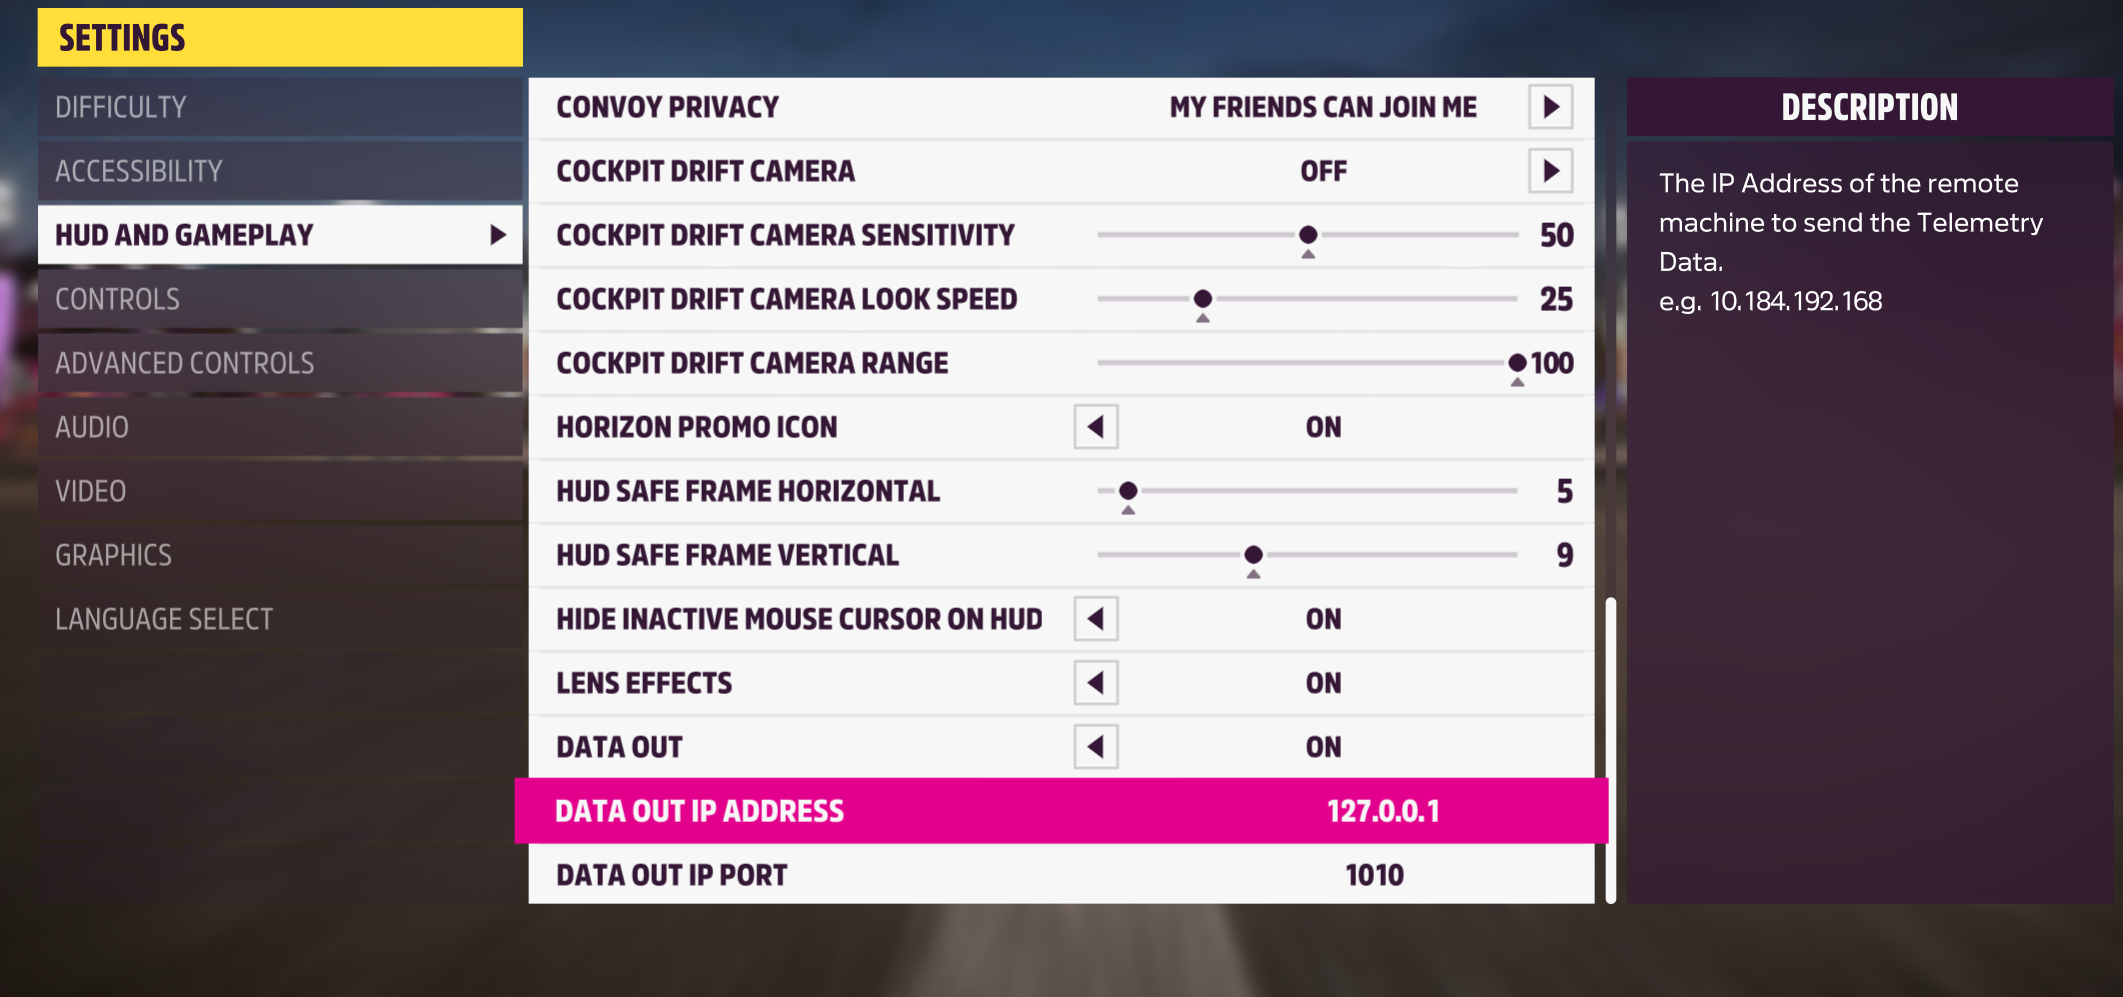 SETTINGS
DIFFICULTY
ACCESSIBILITY
HUD AND GAMEPLAY
CONTROLS
ADVANCED CONTROLS
AUDIO
VIDEO
GRAPHICS
LANGUAGE SELECT
CONVOY PRIVACY MY FRIENDS CAN JOIN ME
COCKPIT DRIFT CAMERA OFF
COCKPIT DRIFT CAMERA SENSITIVITY 50
COCKPIT DRIFT CAMERA LOOK SPEED 25
COCKPIT DRIFT CAMERA RANGE 100
HORIZON PROMO ICON ON
HUD SAFE FRAME HORIZONTAL 5
HUD SAFE FRAME VERTICAL 9
HIDE INACTIVE MOUSE CURSOR ON HUD ON
LENS EFFECTS ON
DATA OUT ON
DATA OUT IP ADDRESS 127.0.0.1
DATA OUT IP PORT 1010
DESCRIPTION
The IP Address of the remote
machine to send the Telemetry
Data.
e.g. 10.184.192.168